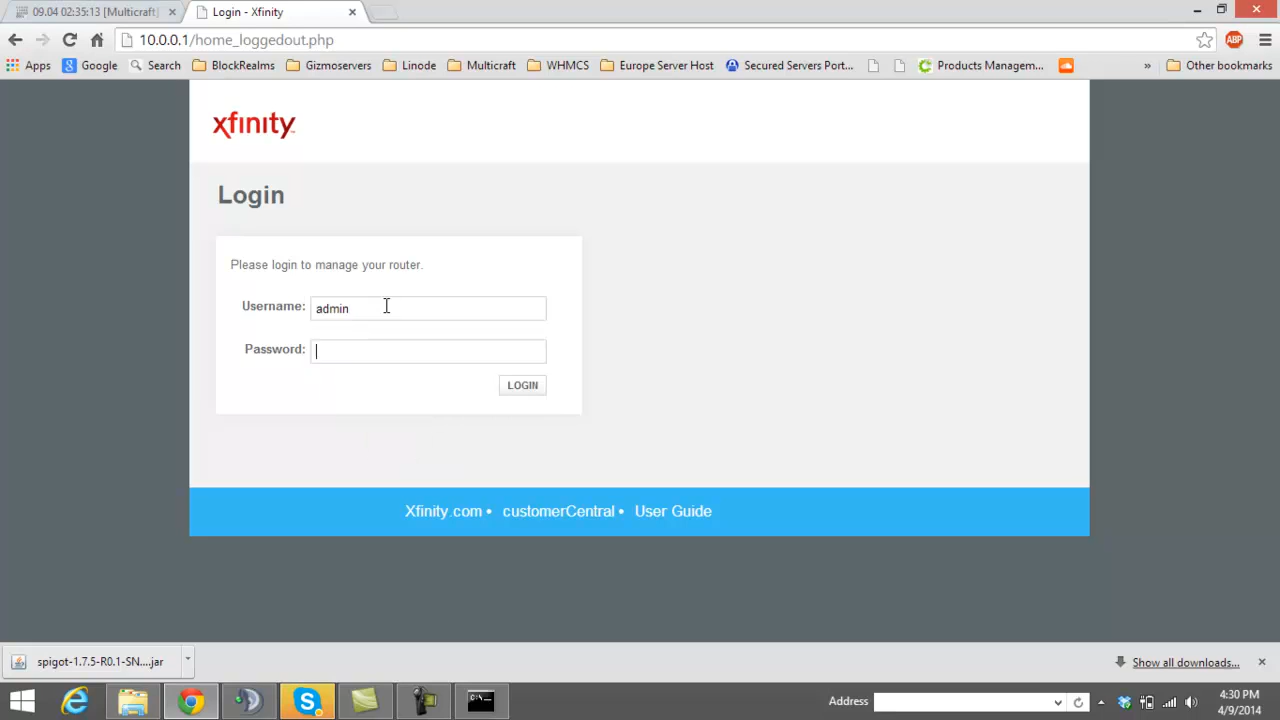 09.04 02:35:13 [Multicraft]
Login - Xfinity
10.0.0.1/home_loggedout.php
ABP
Apps Google Search BlockRealms Gizmoservers Linode Multicraft WHMCS Europe Server Host Secured Servers Port... Products Managem... » Other bookmarks
xfinity
Login
Please login to manage your router.
Username: admin
Password:
LOGIN
Xfinity.com • customerCentral • User Guide
spigot-1.7.5-R0.1-SN....jar
Show all downloads...
Address
4:30 PM
4/9/2014